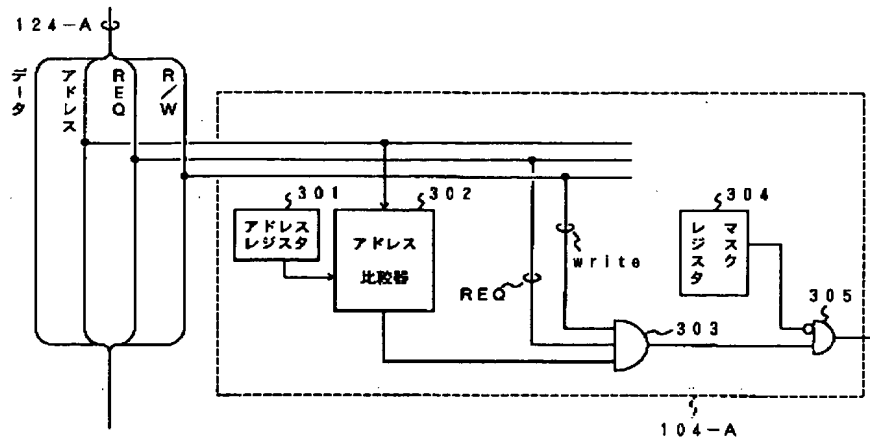 124-A
データ
アドレス
REQ
R/W
301
302
304
アドレス
レジスタ
アドレス
比較器
write
REQ
マスク
レジスタ
305
303
104-A